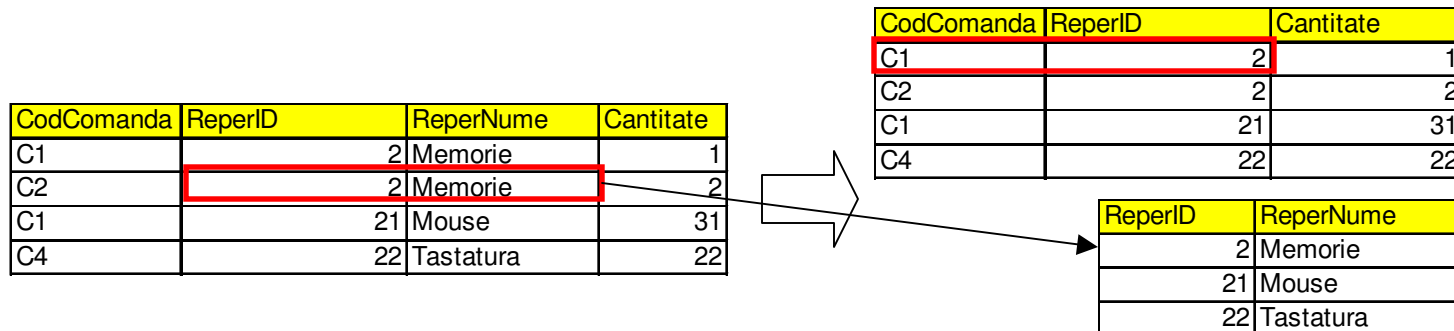 CodComanda ReperID ReperNume Cantitate
C1 2 Memorie 1
C2 2 Memorie 2
C1 21 Mouse 31
C4 22 Tastatura 22
CodComanda ReperID Cantitate
C1 2 1
C2 2 2
C1 21 31
C4 22 22
ReperID ReperNume
2 Memorie
21 Mouse
22 Tastatura